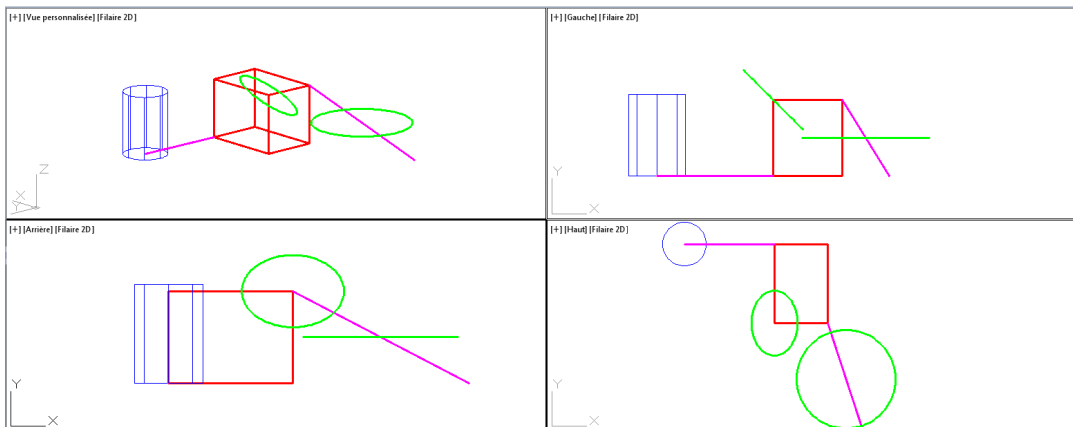 [+] [Vue personnalisée] [Filaire 2D]
Z
X
Y
[+] [Gauche] [Filaire 2D]
Y
X
[+] [Arrière] [Filaire 2D]
Y
X
[+] [Haut] [Filaire 2D]
Y
X